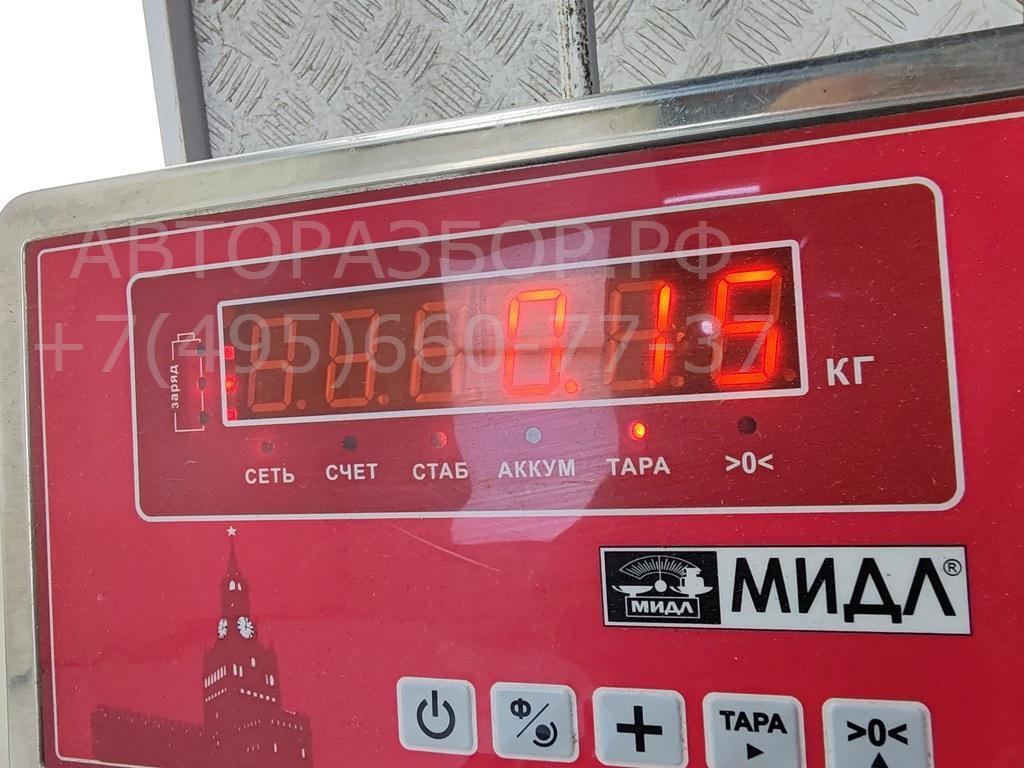 АВТОРАЗБОР.РФ
+7(495)660-77-37
заряд
0.15 КГ
СЕТЬ СЧЕТ СТАБ АККУМ ТАРА >0<
МИДЛ МИДЛ®
Ф + ТАРА >0<